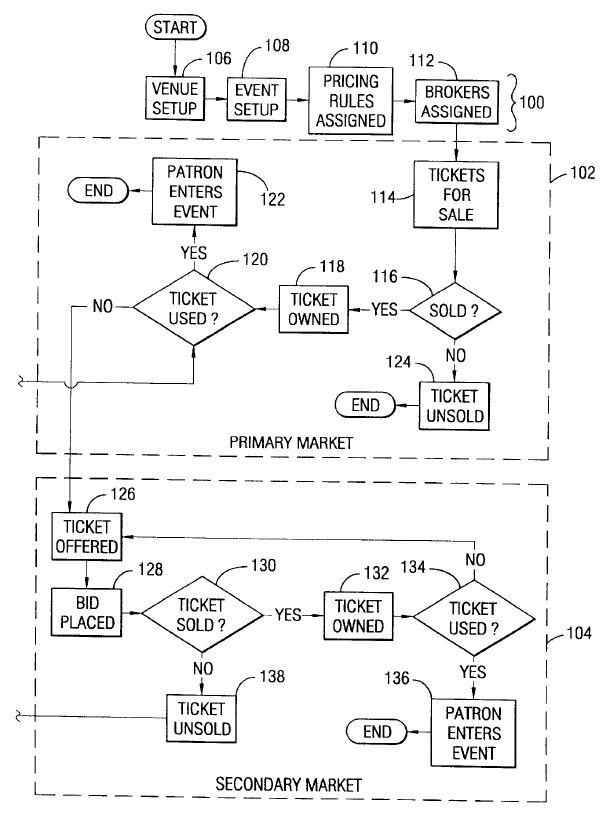 START
106
108
110
112
VENUE
SETUP
EVENT
SETUP
PRICING
RULES
ASSIGNED
BROKERS
ASSIGNED
100
102
PATRON
ENTERS
EVENT
122
END
TICKETS
FOR
SALE
114
YES
120
118
116
NO
TICKET
USED ?
TICKET
OWNED
YES
SOLD ?
NO
124
END
TICKET
UNSOLD
PRIMARY MARKET
126
TICKET
OFFERED
NO
128
130
132
134
BID
PLACED
TICKET
SOLD ?
YES
TICKET
OWNED
TICKET
USED ?
104
NO
138
YES
136
TICKET
UNSOLD
END
PATRON
ENTERS
EVENT
SECONDARY MARKET